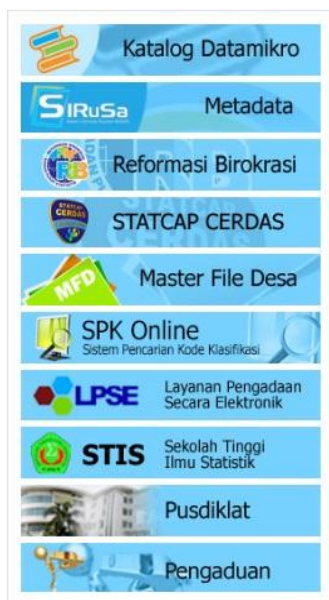 Katalog Datamikro
SIRuSa
Metadata
RB
Reformasi Birokrasi
STATCAP
CERDAS
STATCAP CERDAS
MFD
Master File Desa
SPK Online
Sistem Pencarian Kode Klasifikasi
LPSE
Layanan Pengadaan
Secara Elektronik
STIS
Sekolah Tinggi
Ilmu Statistik
Pusdiklat
Pengaduan